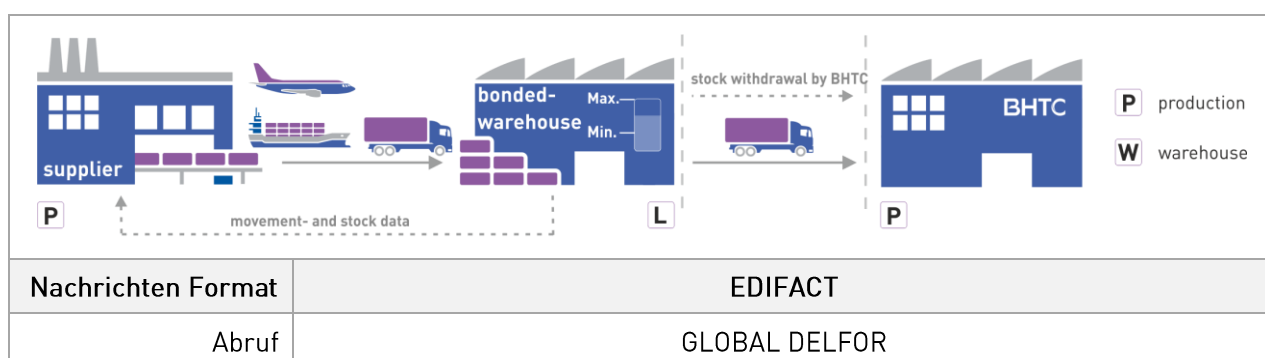 stock withdrawal by BHTC
bonded-
warehouse
Max.
Min.
BHTC
P production
W warehouse
supplier
P
L
P
movement- and stock data
Nachrichten Format EDIFACT
Abruf GLOBAL DELFOR